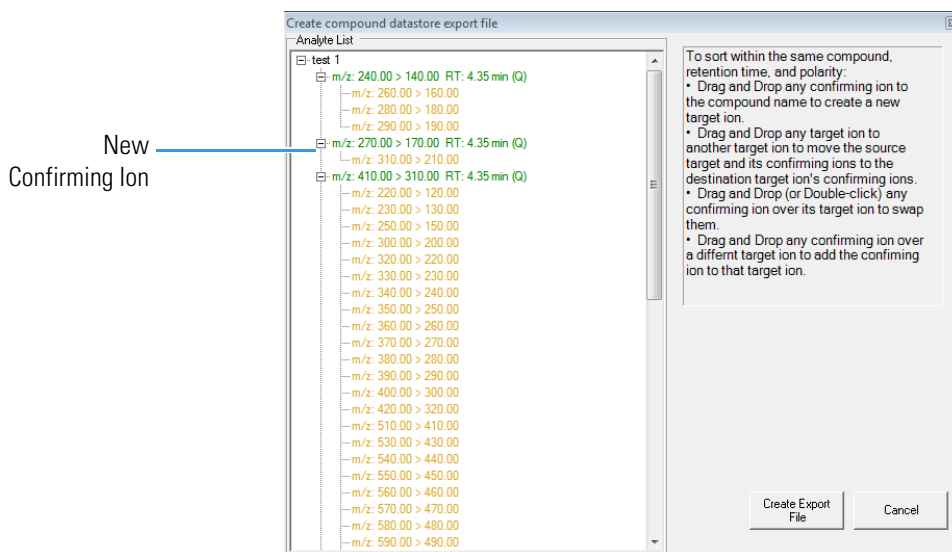 Create compound datastore export file
Analyte List
test 1
m/z: 240.00 > 140.00 RT: 4.35 min (Q)
m/z: 260.00 > 160.00
m/z: 280.00 > 180.00
m/z: 290.00 > 190.00
m/z: 270.00 > 170.00 RT: 4.35 min (Q)
m/z: 310.00 > 210.00
m/z: 410.00 > 310.00 RT: 4.35 min (Q)
m/z: 220.00 > 120.00
m/z: 230.00 > 130.00
m/z: 250.00 > 150.00
m/z: 300.00 > 200.00
m/z: 320.00 > 220.00
m/z: 330.00 > 230.00
m/z: 340.00 > 240.00
m/z: 350.00 > 250.00
m/z: 360.00 > 260.00
m/z: 370.00 > 270.00
m/z: 380.00 > 280.00
m/z: 390.00 > 290.00
m/z: 400.00 > 300.00
m/z: 420.00 > 320.00
m/z: 510.00 > 410.00
m/z: 530.00 > 430.00
m/z: 540.00 > 440.00
m/z: 550.00 > 450.00
m/z: 560.00 > 460.00
m/z: 570.00 > 470.00
m/z: 580.00 > 480.00
m/z: 590.00 > 490.00
New
Confirming Ion
To sort within the same compound,
retention time, and polarity:
• Drag and Drop any confirming ion to
the compound name to create a new
target ion.
• Drag and Drop any target ion to
another target ion to move the source
target and its confirming ions to the
destination target ion's confirming ions.
• Drag and Drop (or Double-click) any
confirming ion over its target ion to swap
them.
• Drag and Drop any confirming ion over
a differnt target ion to add the confiming
ion to that target ion.
Create Export
File
Cancel